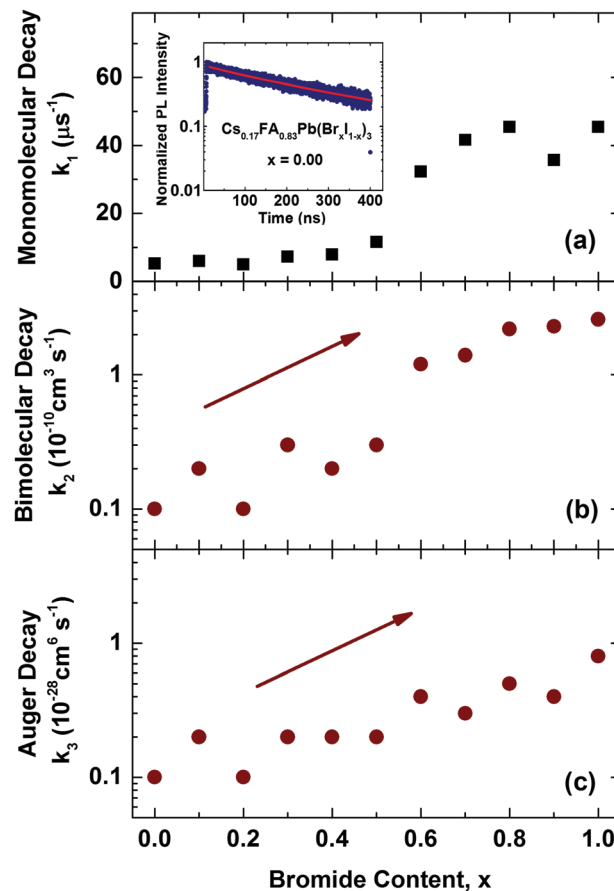 Monomolecular Decay
k₁ (μs⁻¹)
60
40
20
0
Normalized PL Intensity
1
0.1
0.01
Cs₀.₁₇FA₀.₈₃Pb(BrₓI₁₋ₓ)₃
x = 0.00
100 200 300 400
Time (ns)
(a)
Bimolecular Decay
k₂ (10⁻¹⁰cm³ s⁻¹)
1
0.1
(b)
Auger Decay
k₃ (10⁻²⁸cm⁶ s⁻¹)
1
0.1
(c)
0.0 0.2 0.4 0.6 0.8 1.0
Bromide Content, x